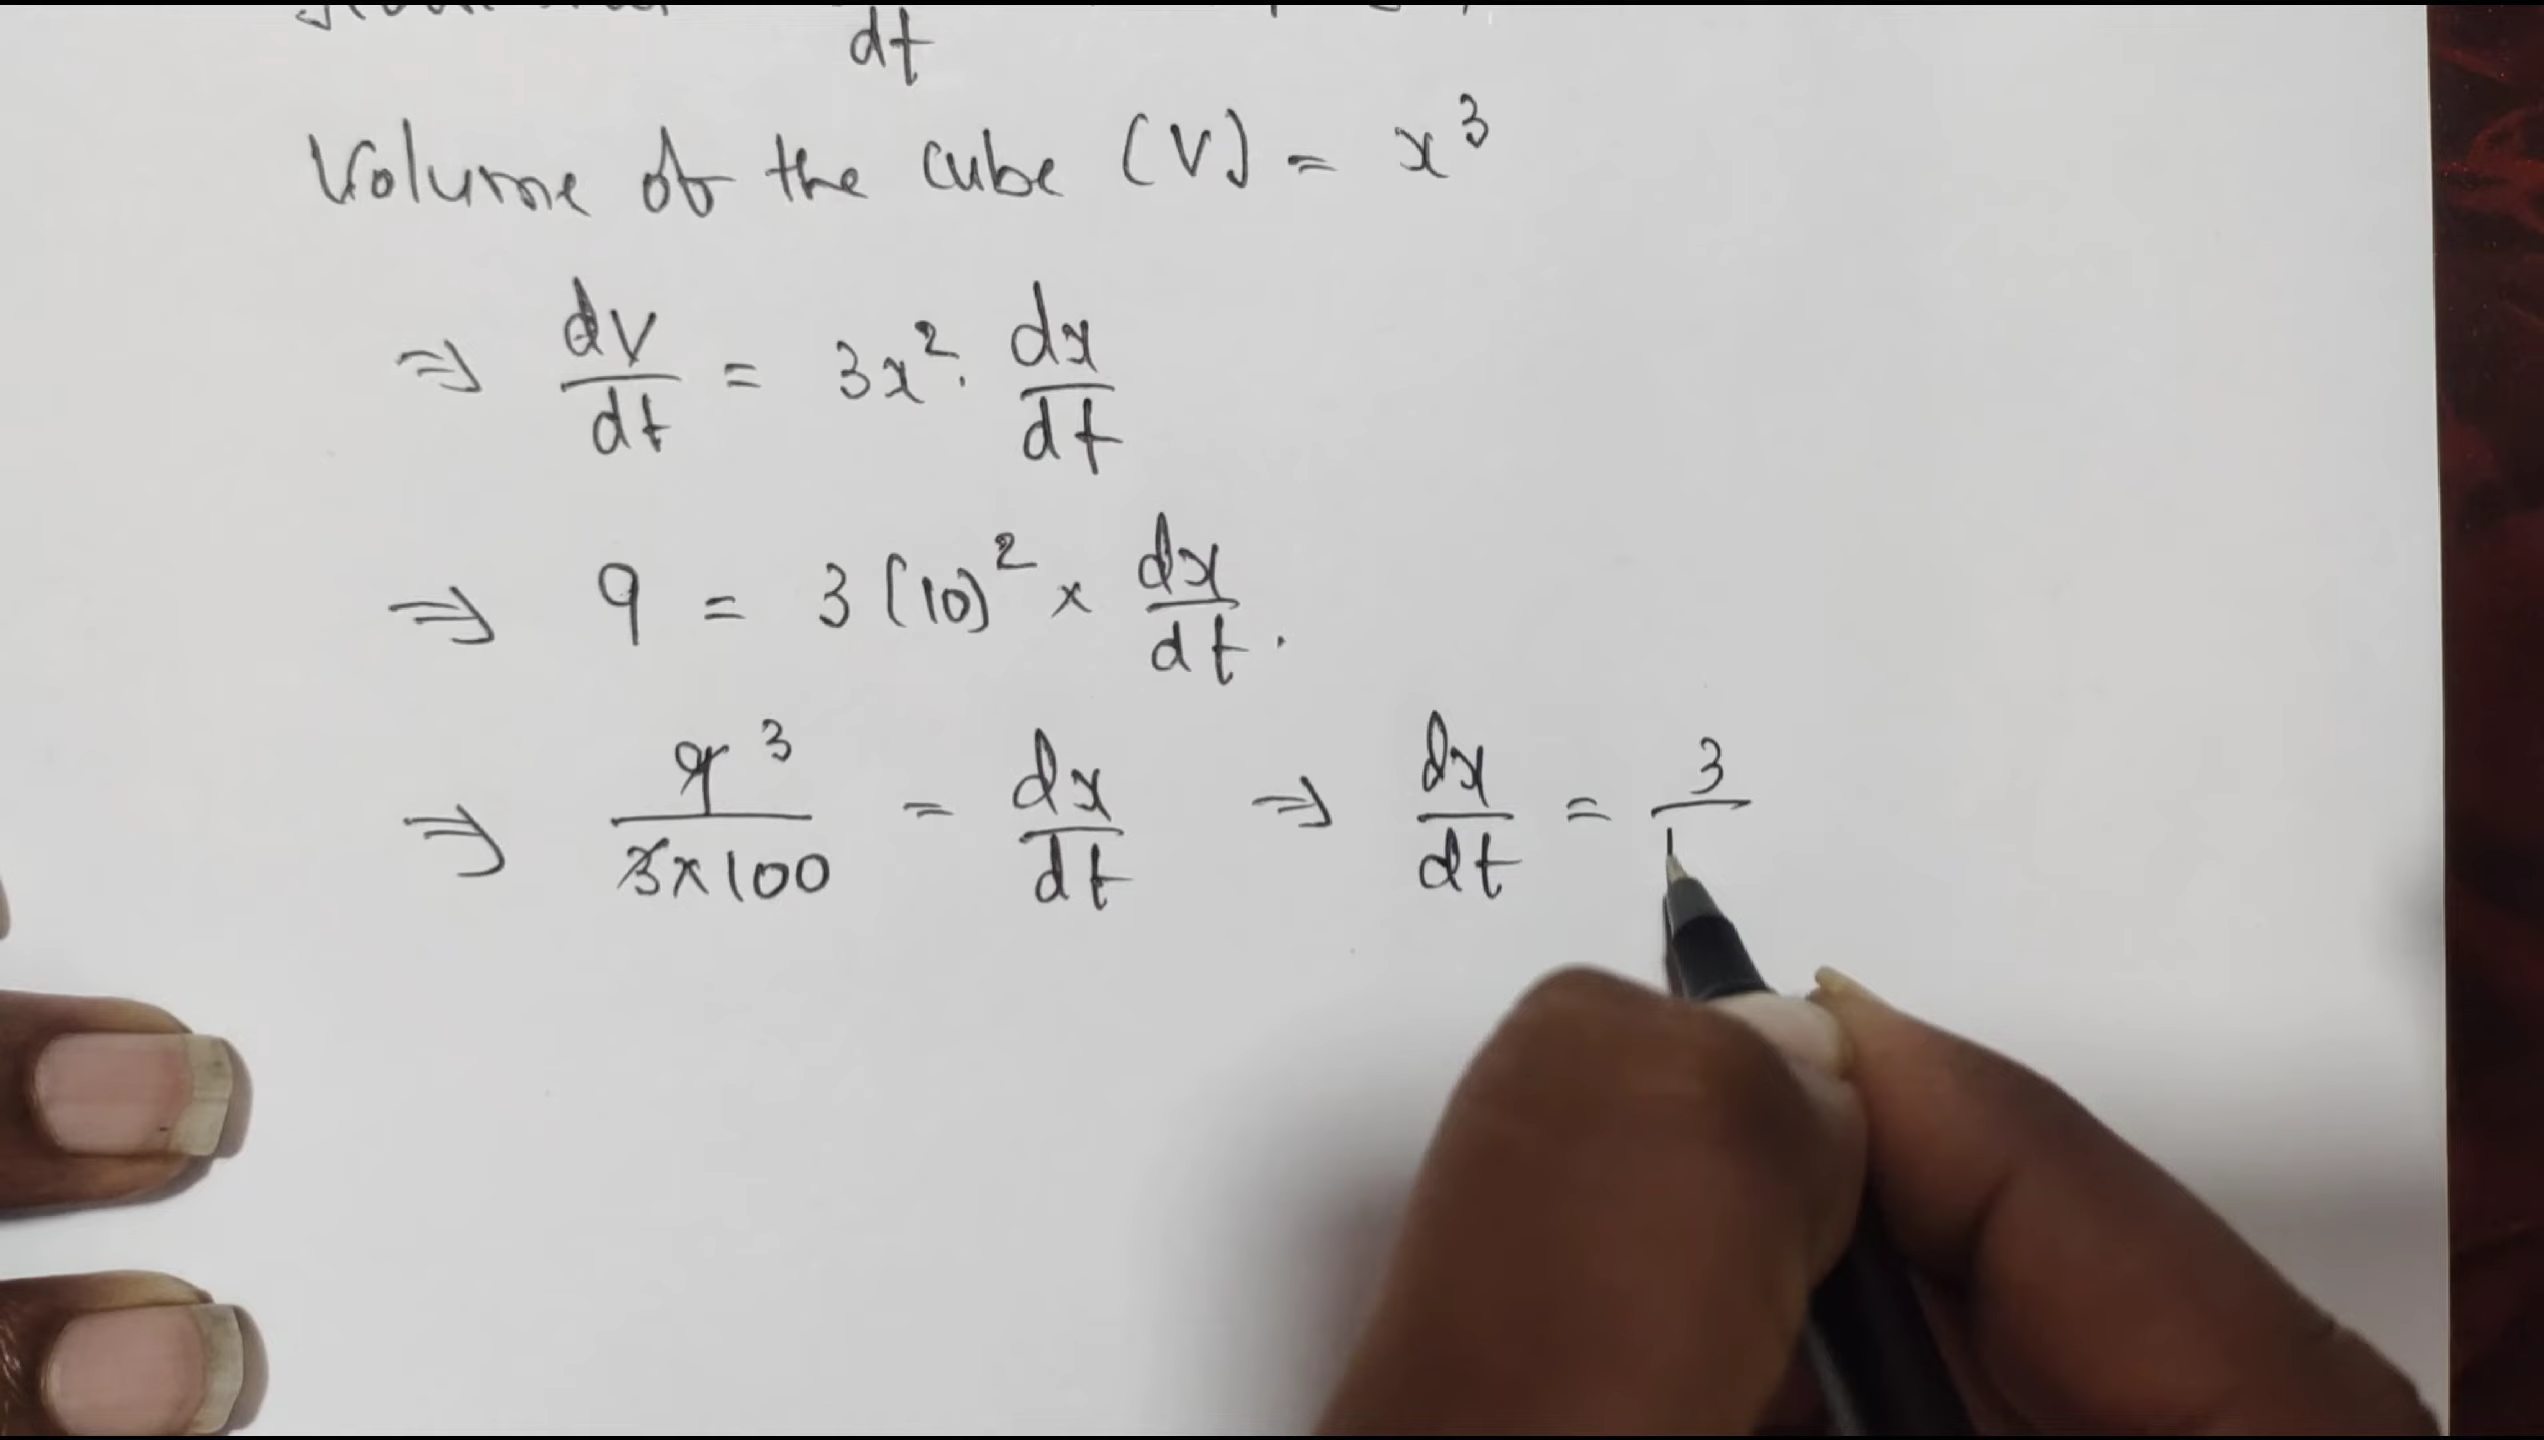 dt
Volume of the cube (V) = x³
⇒ dV/dt = 3x² · dx/dt
⇒ 9 = 3(10)² × dx/dt.
⇒ 9 3/3×100 = dx/dt ⇒ dx/dt = 3/1